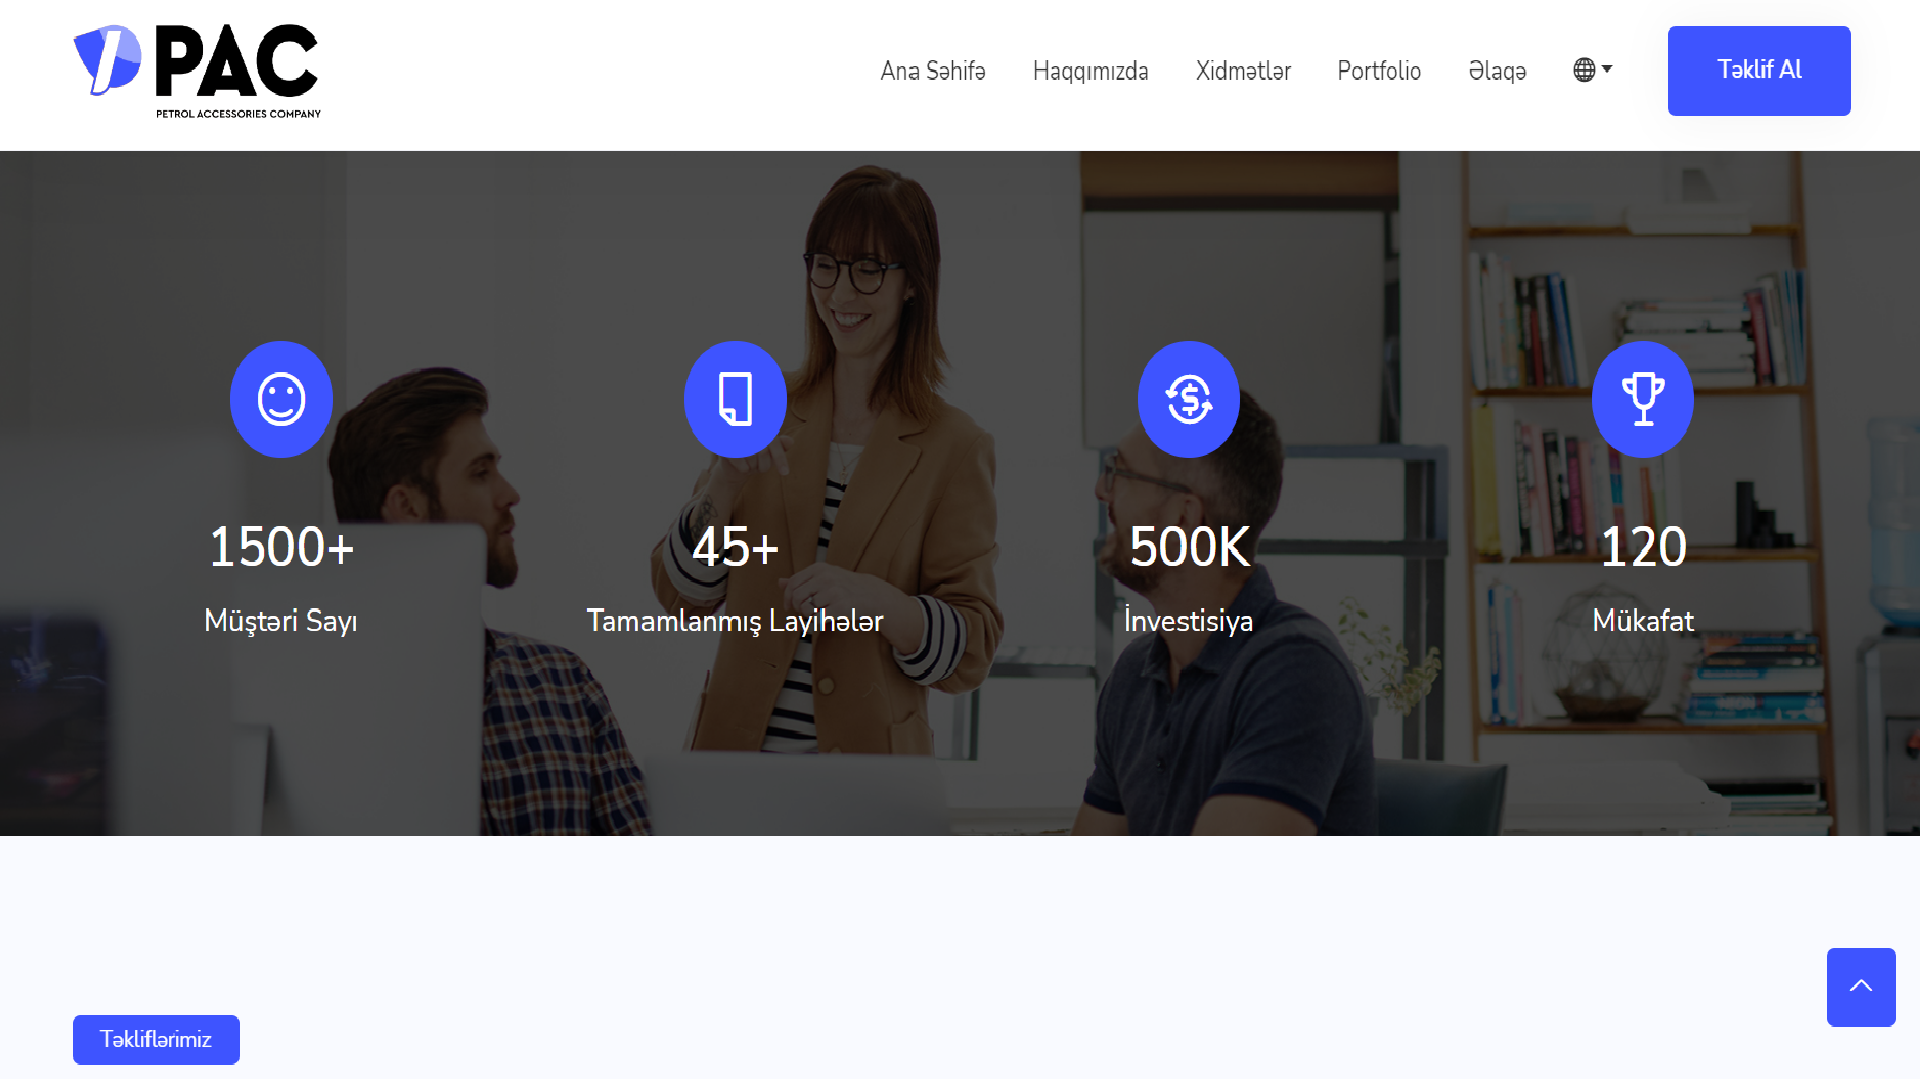 PAC
PETROL ACCESSORIES COMPANY
Ana Səhifə
Haqqımızda
Xidmətlər
Portfolio
Əlaqə
Təklif Al
1500+
Müştəri Sayı
45+
Tamamlanmış Layihələr
500K
İnvestisiya
120
Mükafat
Təkliflərimiz